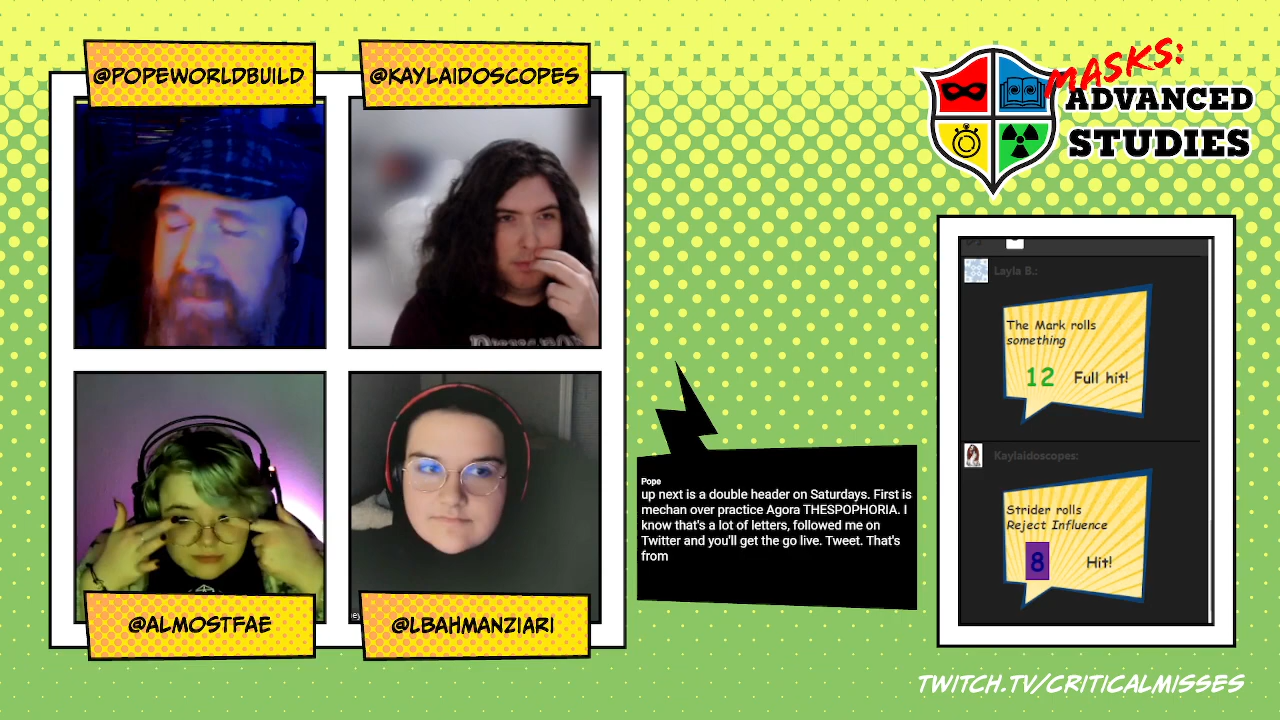 @POPEWORLDBUILD
@KAYLAIDOSCOPES
@ALMOSTFAE
@LBAHMANZIARI
Pope
up next is a double header on Saturdays. First is
mechan over practice Agora THESPOPHORIA. I
know that's a lot of letters, followed me on
Twitter and you'll get the go live. Tweet. That's
from
MASKS:
ADVANCED
STUDIES
Layla B.:
The Mark rolls
something
12 Full hit!
Kaylaidoscopes:
Strider rolls
Reject Influence
8 Hit!
TWITCH.TV/CRITICALMISSES